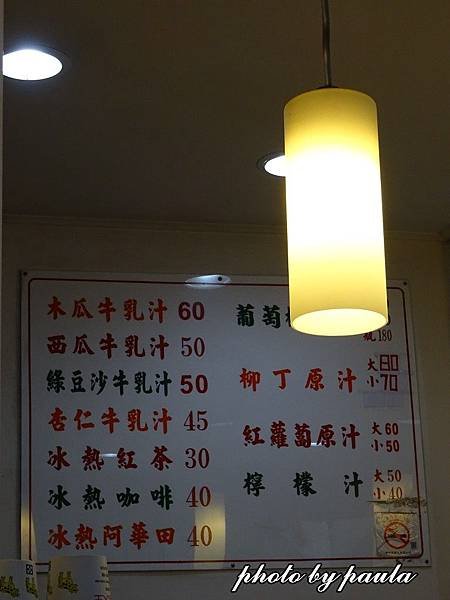 木瓜牛乳汁 60
西瓜牛乳汁 50
綠豆沙牛乳汁 50
杏仁牛乳汁 45
冰熱紅茶 30
冰熱咖啡 40
冰熱阿華田 40
葡萄
號180
柳丁原汁 大80
小70
紅蘿蔔原汁 大60
小50
檸檬汁 大50
小40
photo by paula